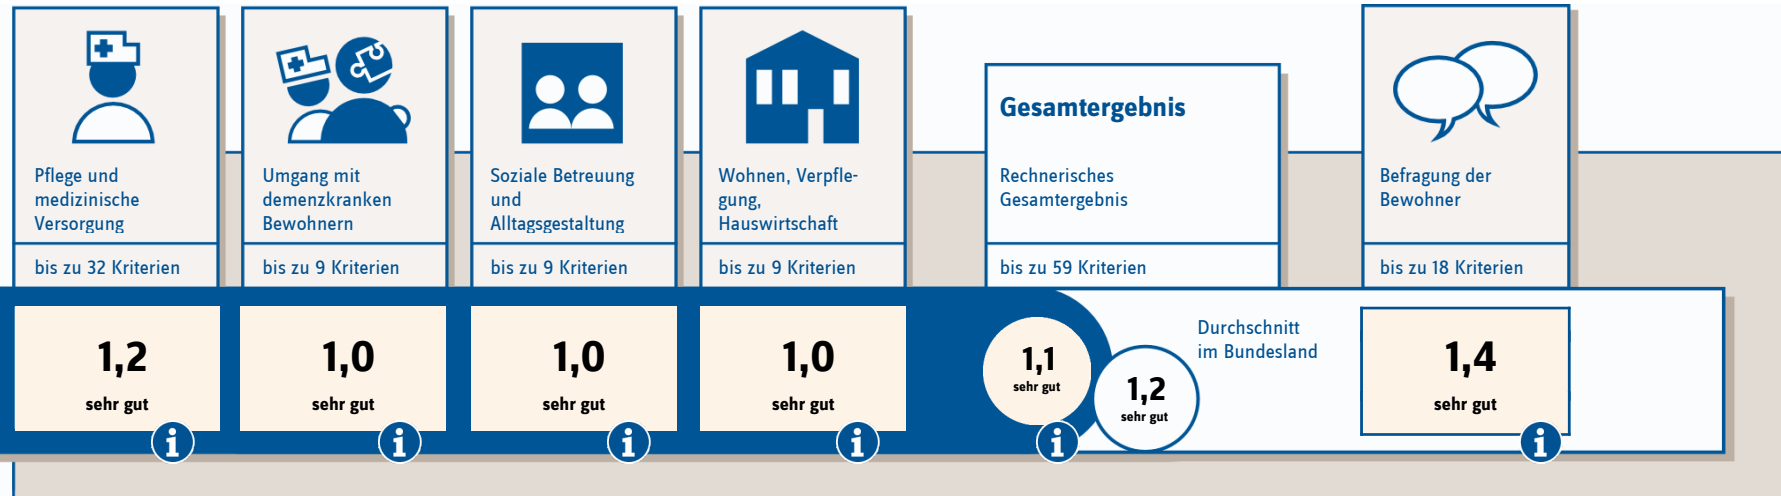 Pflege und
medizinische
Versorgung
bis zu 32 Kriterien
1,2
sehr gut
i
Umgang mit
demenzkranken
Bewohnern
bis zu 9 Kriterien
1,0
sehr gut
i
Soziale Betreuung
und
Alltagsgestaltung
bis zu 9 Kriterien
1,0
sehr gut
i
Wohnen, Verpfle-
gung,
Hauswirtschaft
bis zu 9 Kriterien
1,0
sehr gut
i
Gesamtergebnis
Rechnerisches
Gesamtergebnis
bis zu 59 Kriterien
1,1
sehr gut
i
1,2
sehr gut
Durchschnitt
im Bundesland
Befragung der
Bewohner
bis zu 18 Kriterien
1,4
sehr gut
i